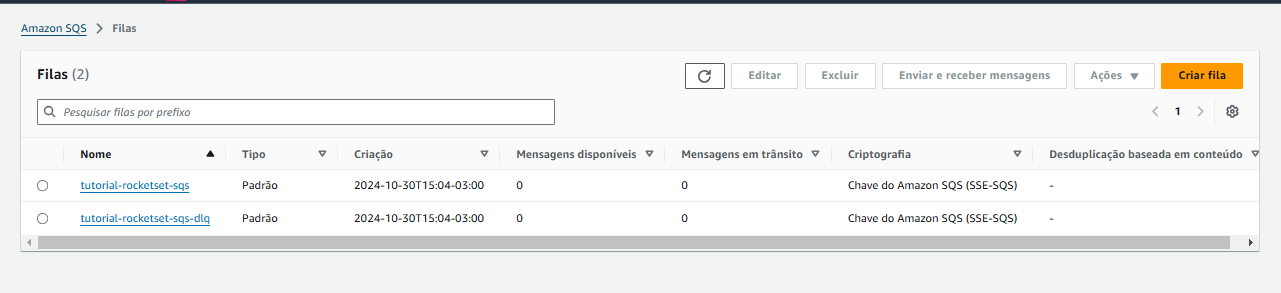 Amazon SQS > Filas
Filas (2)
Editar
Excluir
Enviar e receber mensagens
Ações
Criar fila
Pesquisar filas por prefixo
1
Nome Tipo Criação Mensagens disponíveis Mensagens em trânsito Criptografia Desduplicação baseada em conteúdo
tutorial-rocketset-sqs Padrão 2024-10-30T15:04-03:00 0 0 Chave do Amazon SQS (SSE-SQS) -
tutorial-rocketset-sqs-dlq Padrão 2024-10-30T15:04-03:00 0 0 Chave do Amazon SQS (SSE-SQS) -